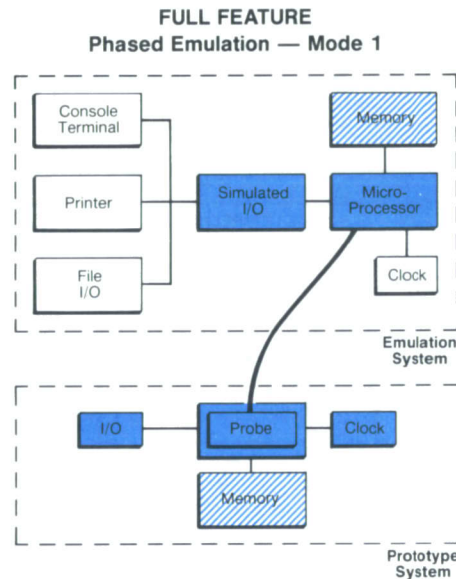 FULL FEATURE
Phased Emulation — Mode 1
Console
Terminal
Printer
File
I/O
Simulated
I/O
Memory
Micro-
Processor
Clock
Emulation
System
I/O
Probe
Clock
Memory
Prototype
System